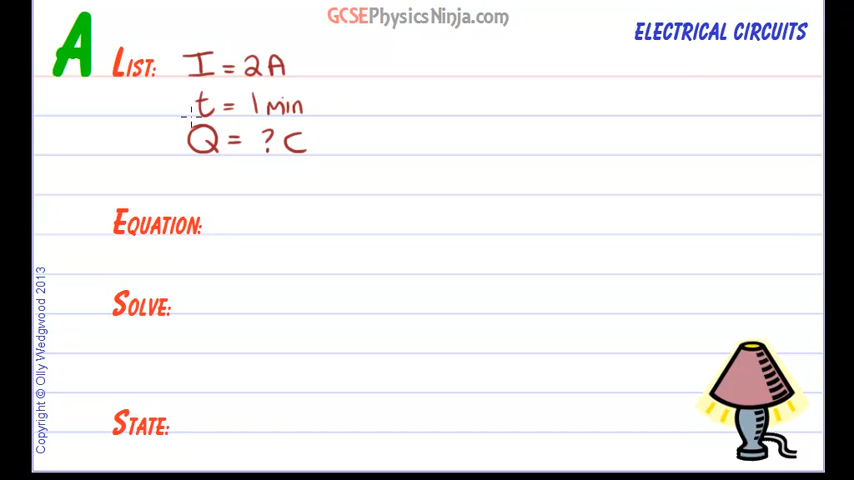 GCSEPhysicsNinja.com
ELECTRICAL CIRCUITS
A
LIST: I = 2A
t = 1 min
Q = ? C
EQUATION:
SOLVE:
STATE:
Copyright © Olly Wedgwood 2013